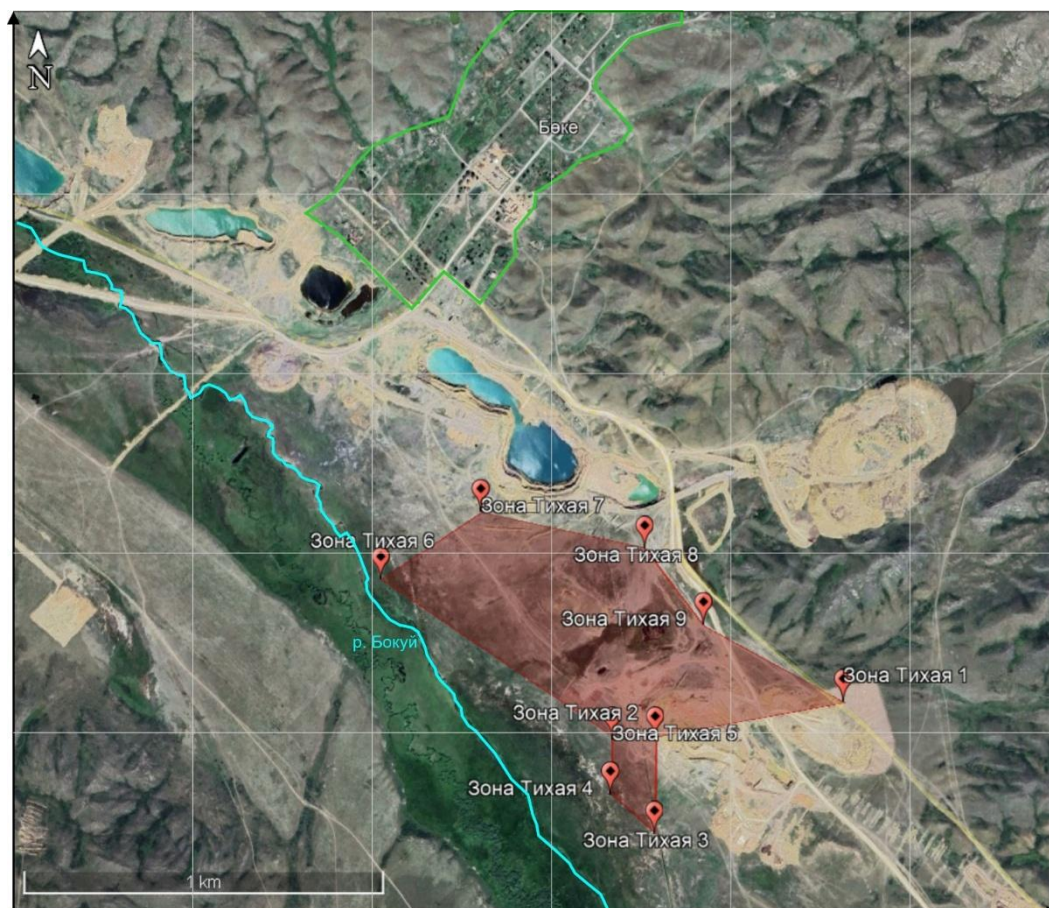 N
Бөке
Зона Тихая 7
Зона Тихая 6
Зона Тихая 8
Зона Тихая 9
р. Бокуй
Зона Тихая 1
Зона Тихая 2
Зона Тихая 5
Зона Тихая 4
Зона Тихая 3
1 km